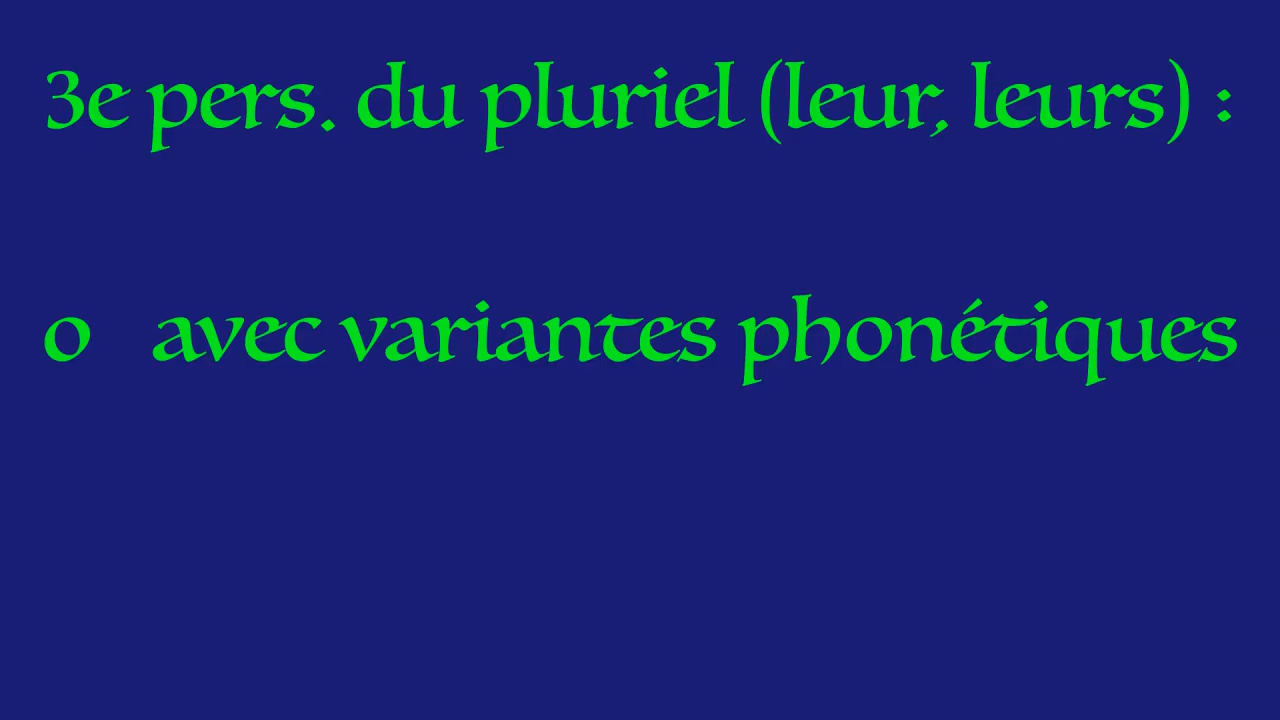 3e pers. du pluriel (leur, leurs) :
o avec variantes phonétiques